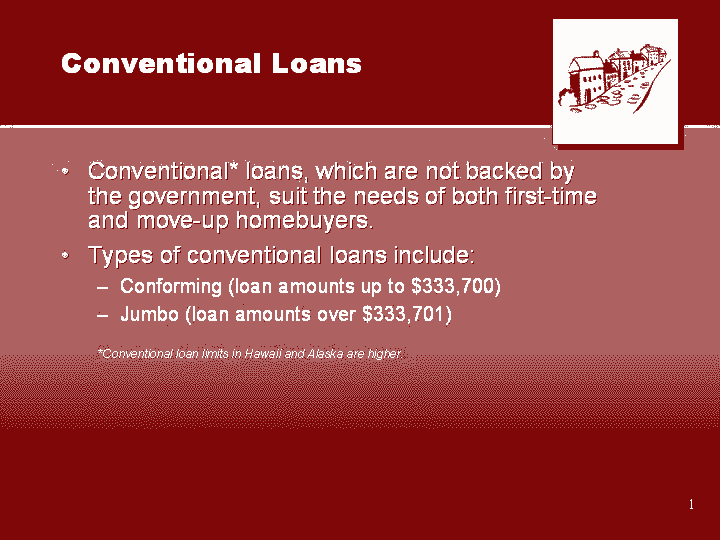 Conventional Loans
• Conventional* loans, which are not backed by
the government, suit the needs of both first-time
and move-up homebuyers.
• Types of conventional loans include:
– Conforming (loan amounts up to $333,700)
– Jumbo (loan amounts over $333,701)
*Conventional loan limits in Hawaii and Alaska are higher.
1